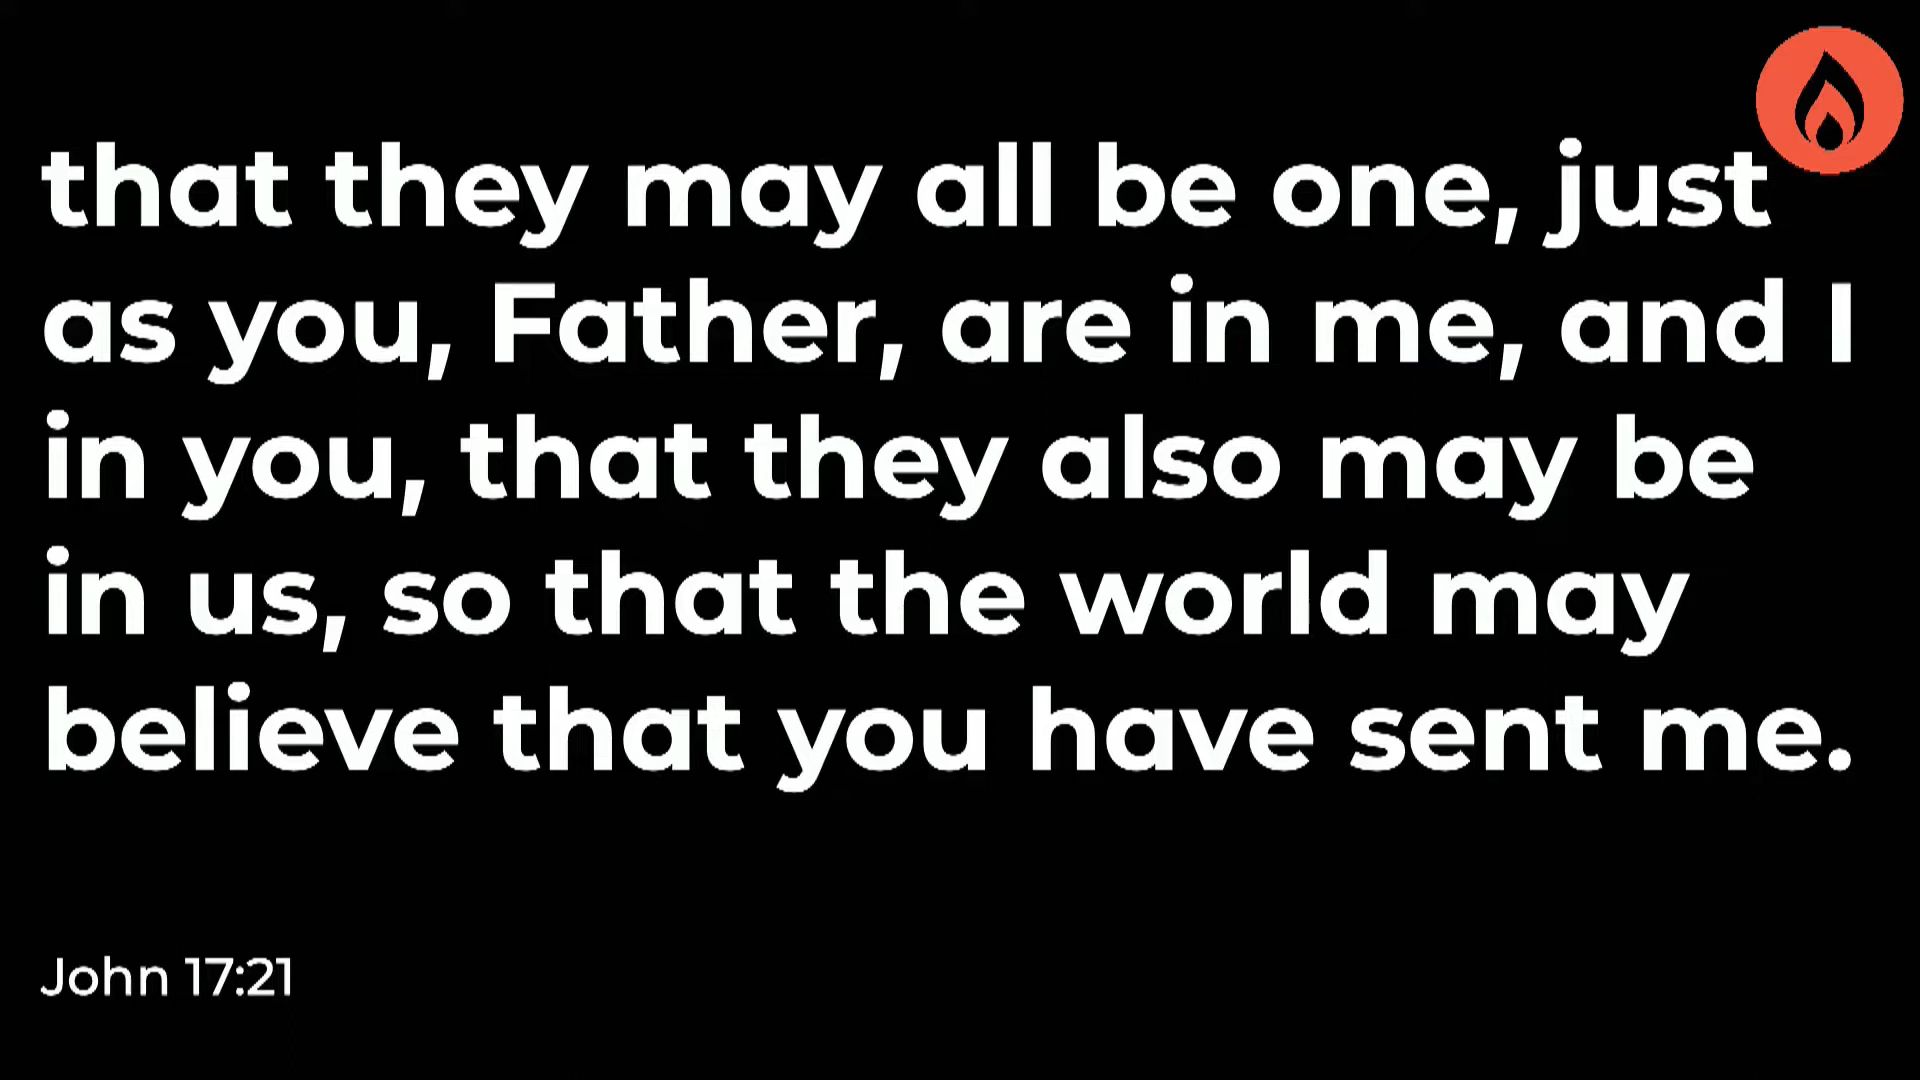 that they may all be one, just
as you, Father, are in me, and I
in you, that they also may be
in us, so that the world may
believe that you have sent me.
John 17:21